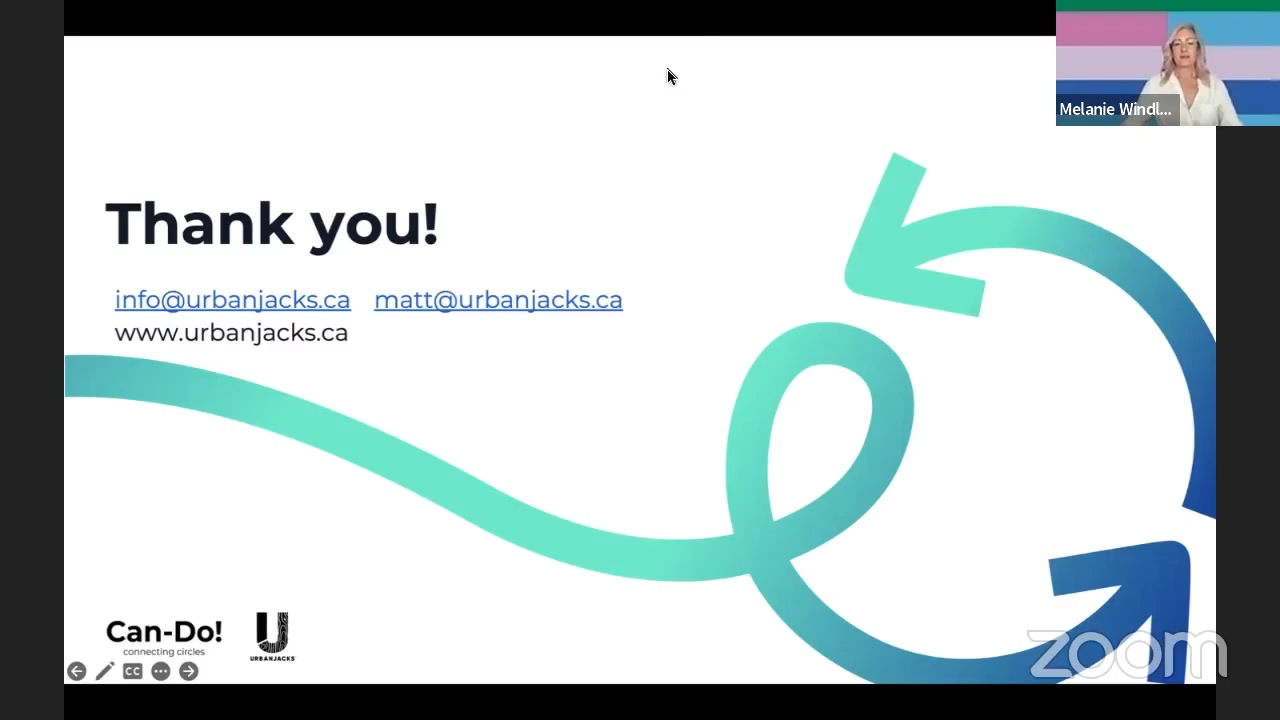 Melanie Windl...
Thank you!
info@urbanjacks.ca matt@urbanjacks.ca
www.urbanjacks.ca
Can-Do!
connecting circles
U
URBANJACKS
CC
zoom